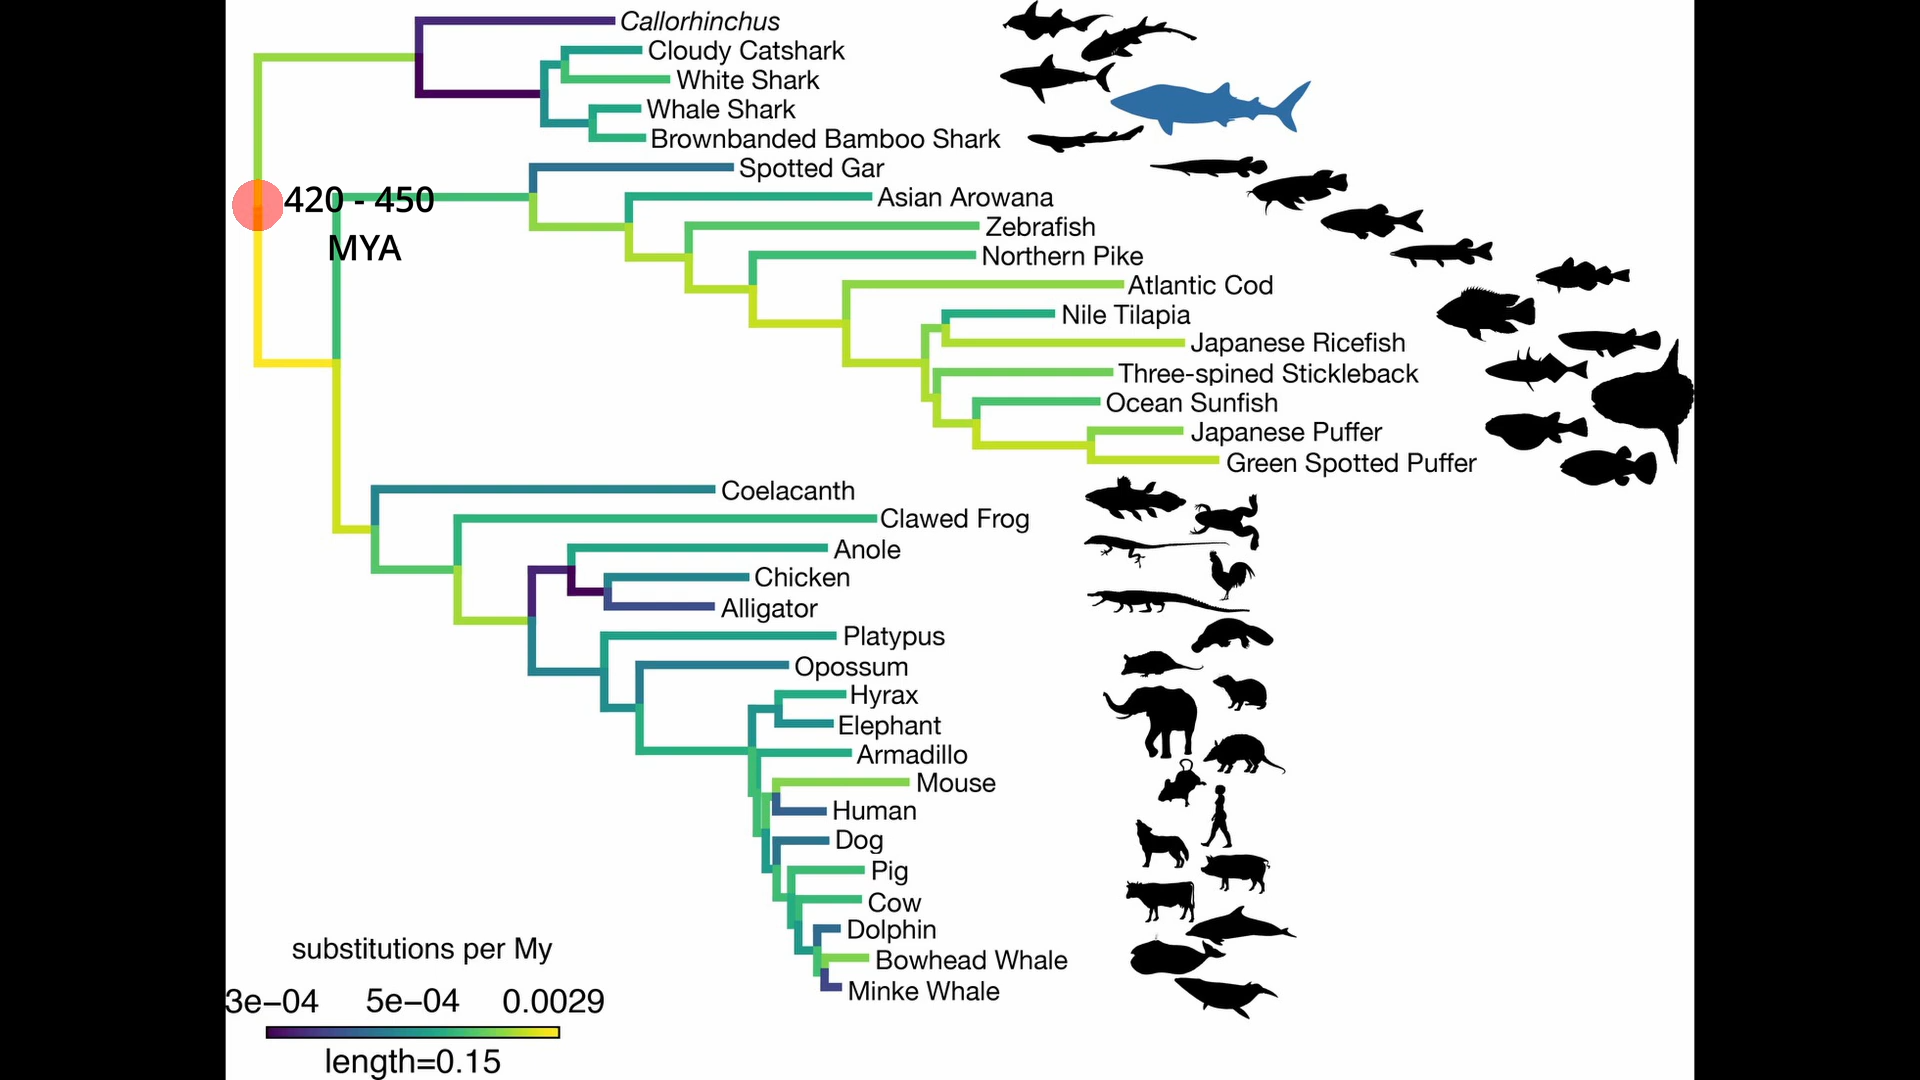 Callorhinchus
Cloudy Catshark
White Shark
Whale Shark
Brownbanded Bamboo Shark
Spotted Gar
420 - 450
MYA
Asian Arowana
Zebrafish
Northern Pike
Atlantic Cod
Nile Tilapia
Japanese Ricefish
Three-spined Stickleback
Ocean Sunfish
Japanese Puffer
Green Spotted Puffer
Coelacanth
Clawed Frog
Anole
Chicken
Alligator
Platypus
Opossum
Hyrax
Elephant
Armadillo
Mouse
Human
Dog
Pig
Cow
Dolphin
Bowhead Whale
Minke Whale
substitutions per My
3e−04 5e−04 0.0029
length=0.15